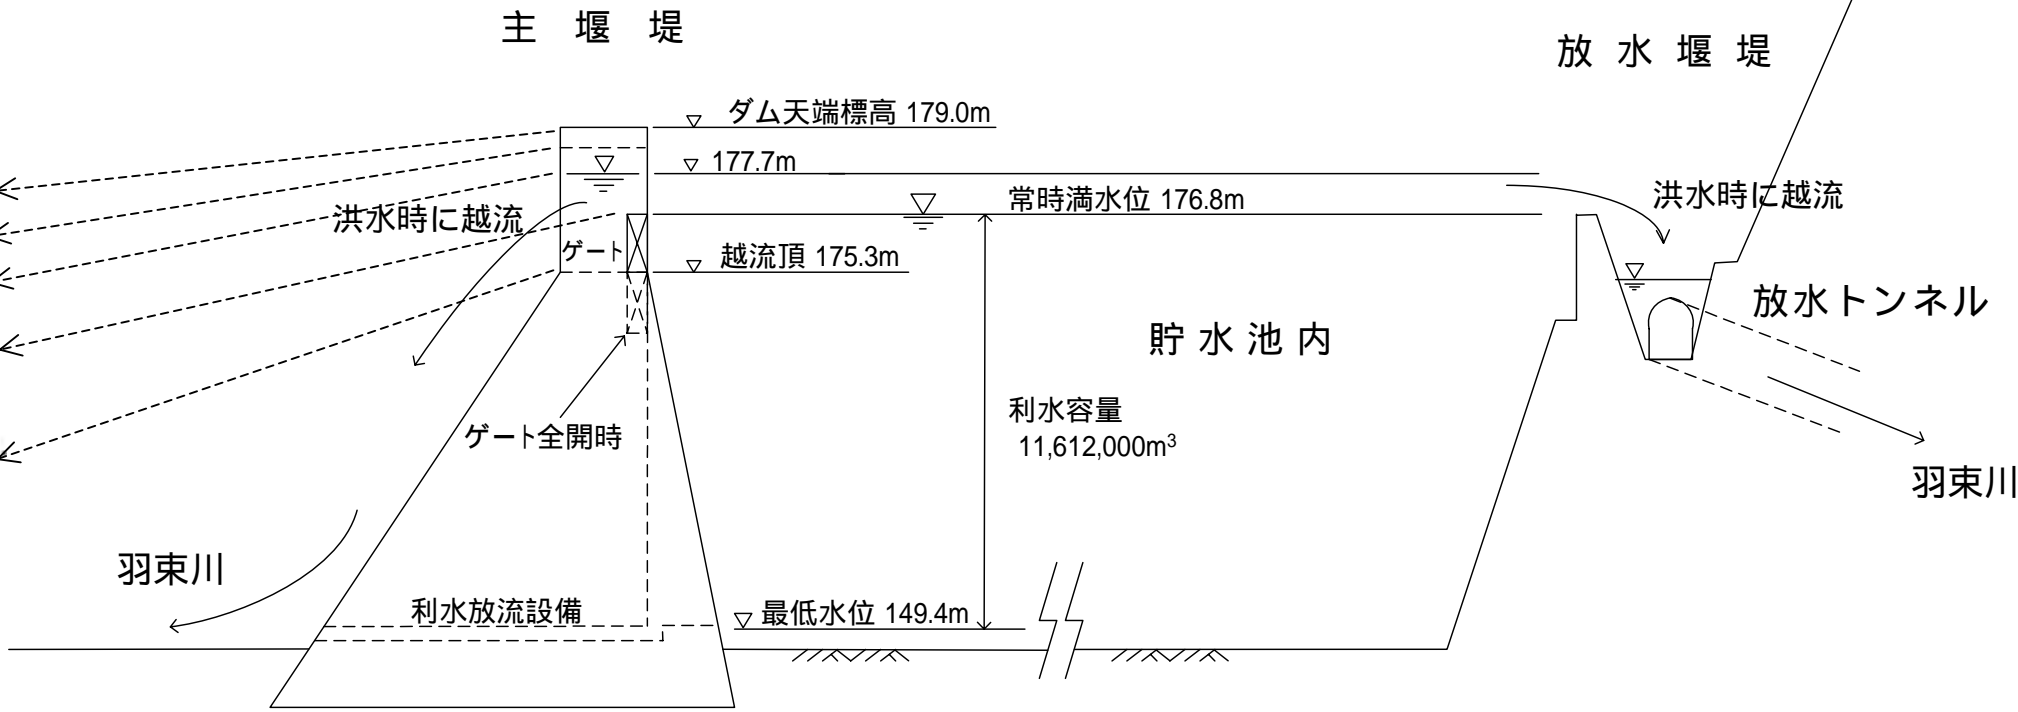 主堰堤
放水堰堤
ダム天端標高 179.0m
177.7m
常時満水位 176.8m
洪水時に越流
洪水時に越流
ゲート
越流頂 175.3m
放水トンネル
貯水池内
利水容量
11,612,000m³
ゲート全開時
羽束川
羽束川
利水放流設備
最低水位 149.4m